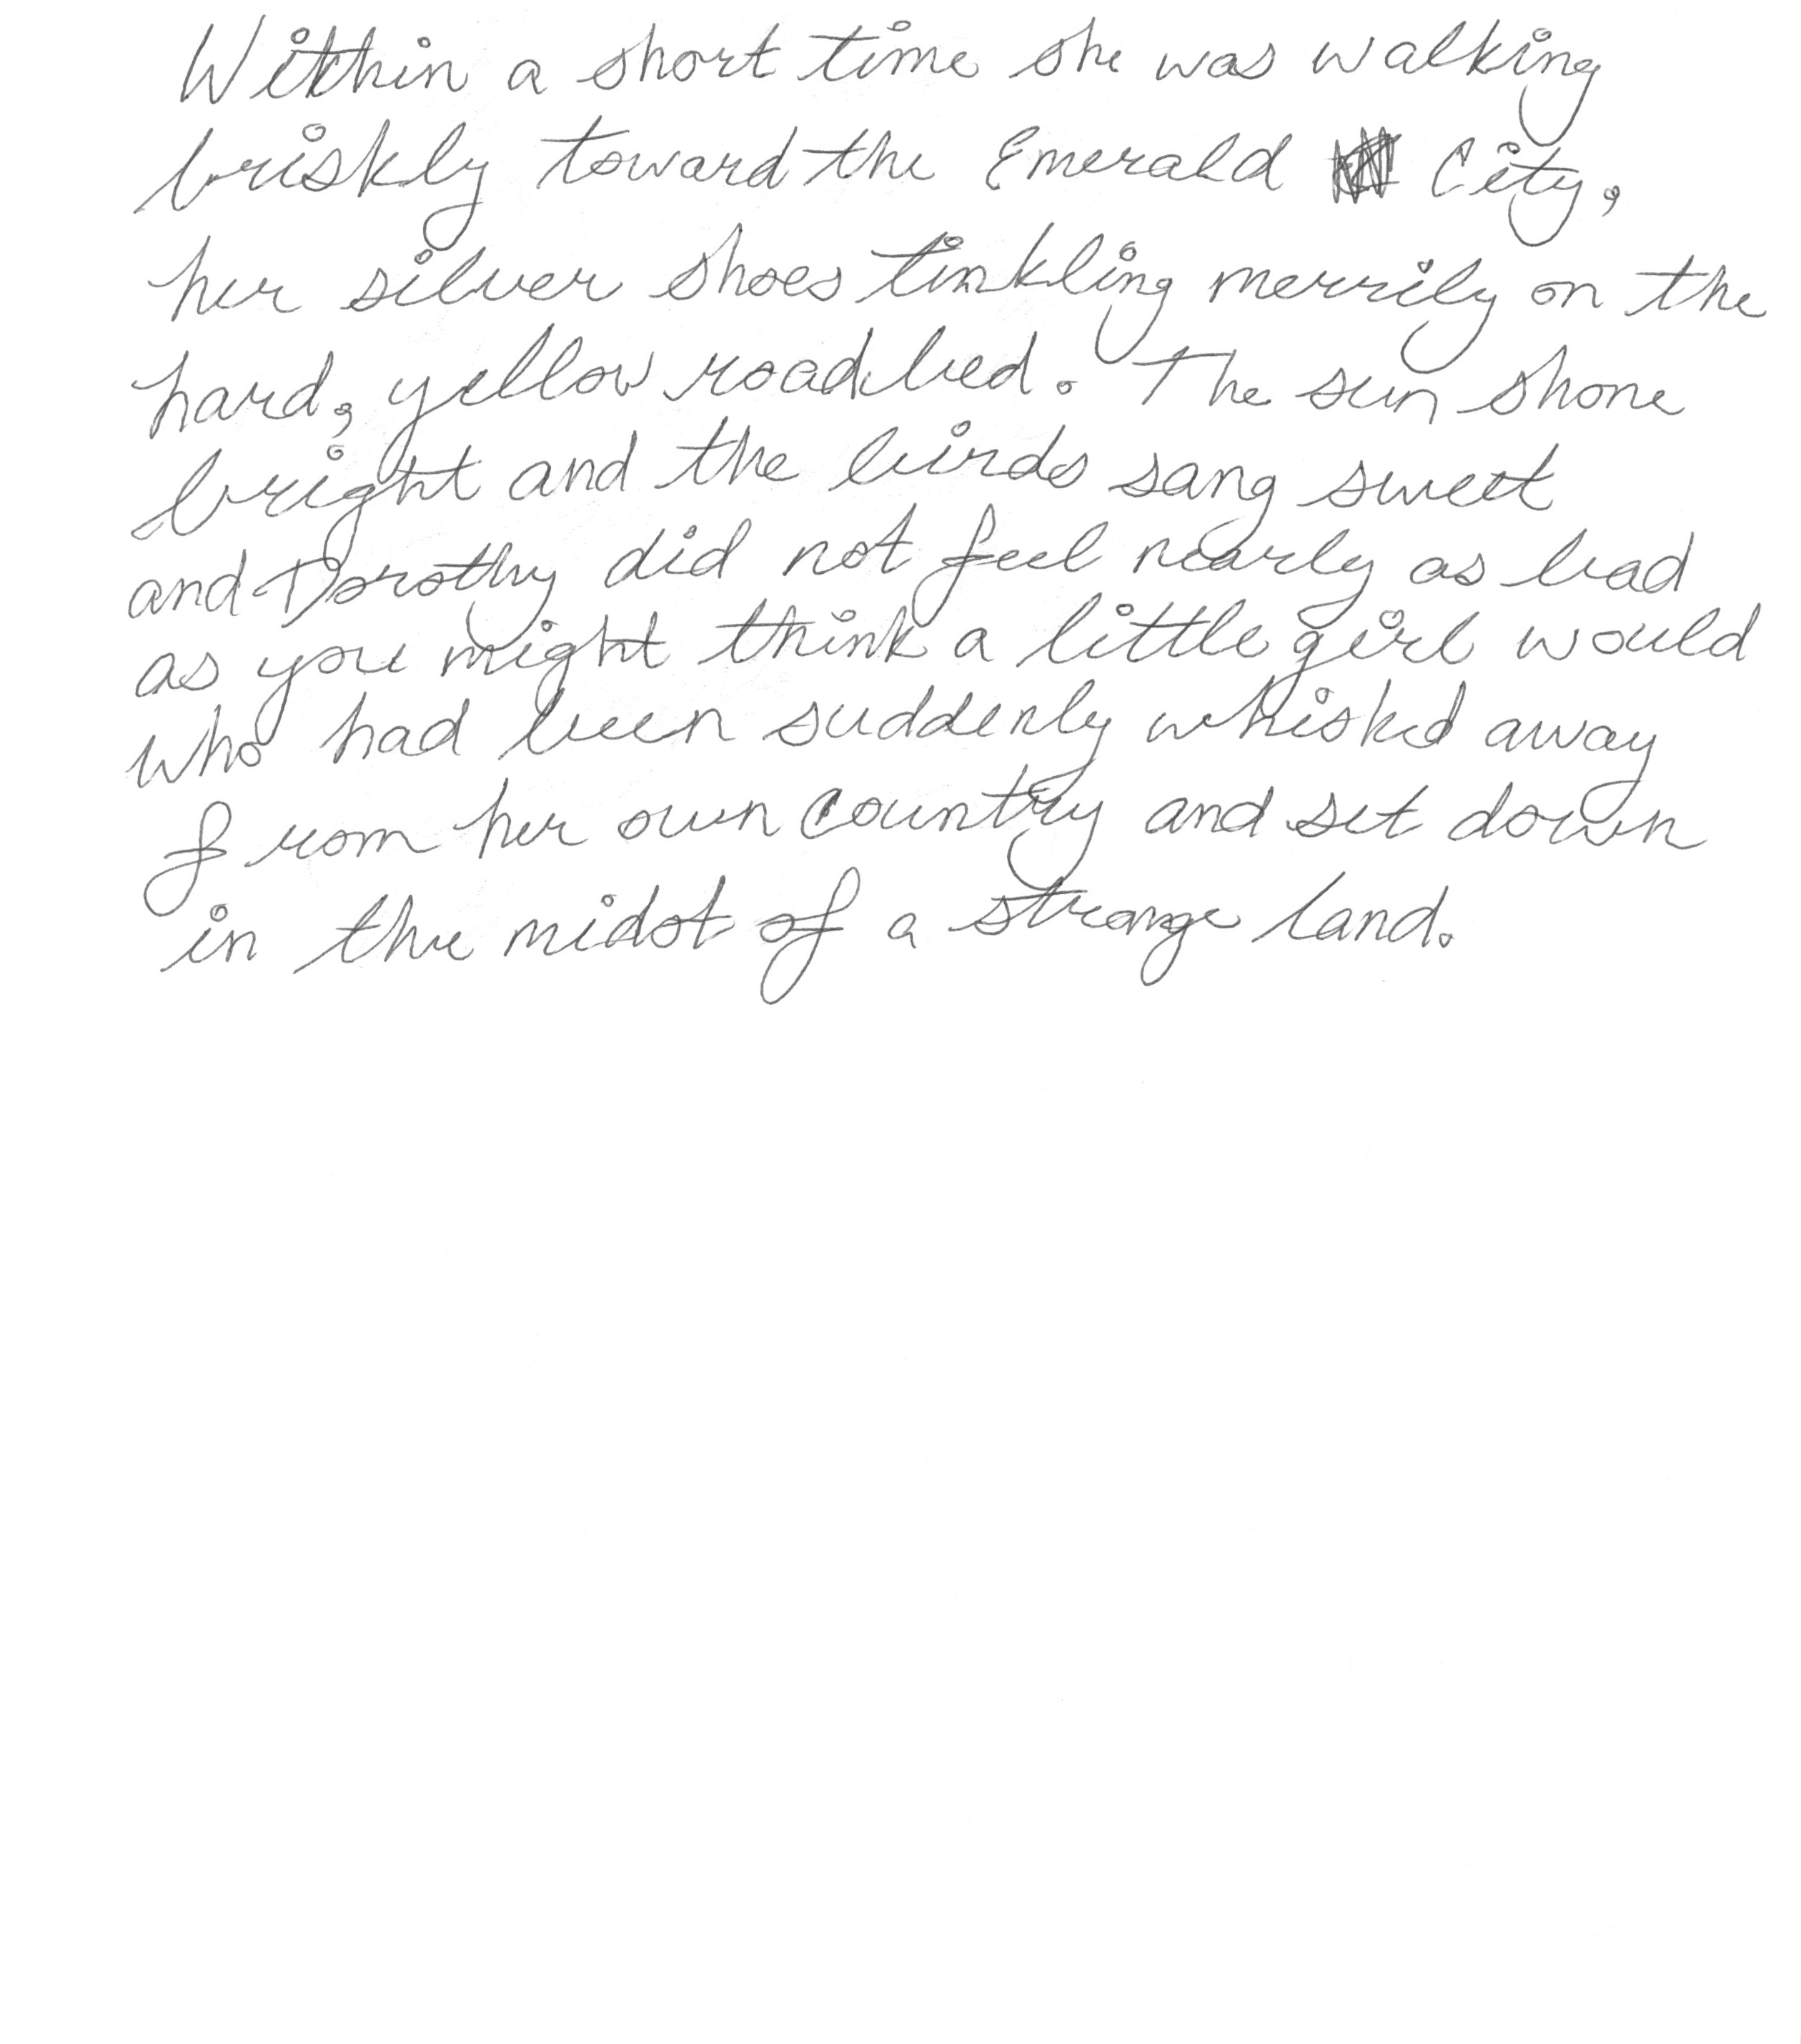 Within a short time she was walking
briskly toward the Emerald City,
her silver shoes tinkling merrily on the
hard, yellow roadbed. The sun shone
bright and the birds sang sweet
and Dorothy did not feel nearly as bad
as you might think a little girl would
who had been suddenly whisked away
from her own country and set down
in the midst of a strange land.